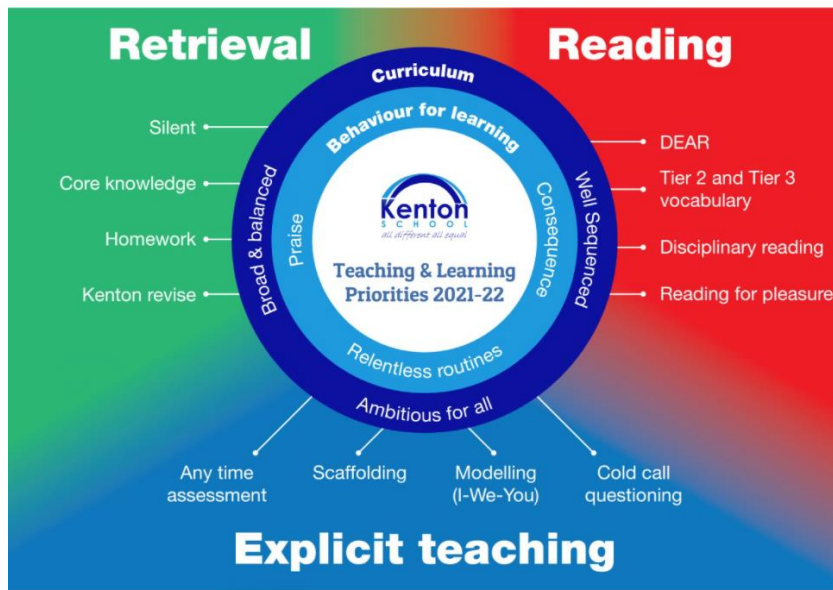 Retrieval
Reading
Curriculum
Behaviour for learning
Silent
Core knowledge
Homework
Kenton revise
Broad & balanced
Praise
Kenton
SCHOOL
all different all equal
Teaching & Learning
Priorities 2021-22
Consequence
Well Sequenced
DEAR
Tier 2 and Tier 3
vocabulary
Disciplinary reading
Reading for pleasure
Relentless routines
Ambitious for all
Any time
assessment
Scaffolding
Modelling
(I-We-You)
Cold call
questioning
Explicit teaching